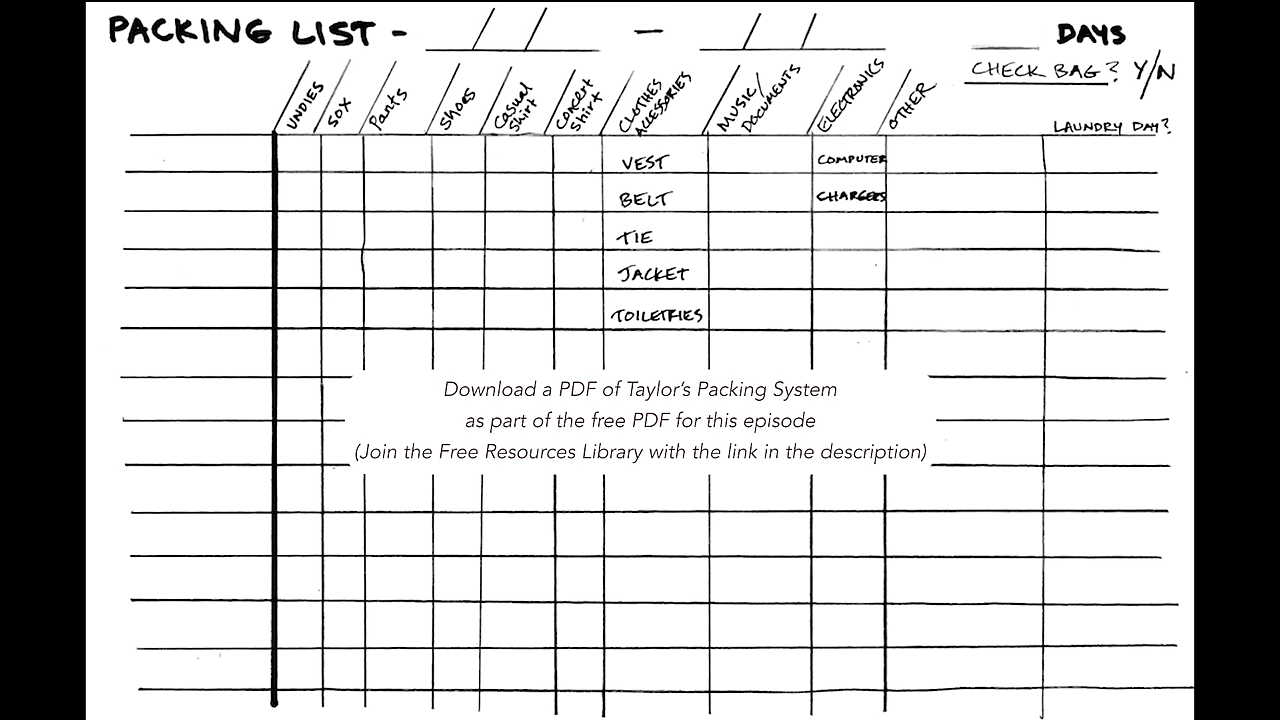 PACKING LIST - / / — / / DAYS
CHECK BAG? Y/N
UNDIES
SOX
Pants
Shoes
Casual
Shirt
Concert
Shirt
CLOTHES
ACCESSORIES
MUSIC/
DOCUMENTS
ELECTRONICS
OTHER
LAUNDRY DAY?
VEST COMPUTER
BELT CHARGERS
TIE
JACKET
TOILETRIES
Download a PDF of Taylor's Packing System
as part of the free PDF for this episode
(Join the Free Resources Library with the link in the description)